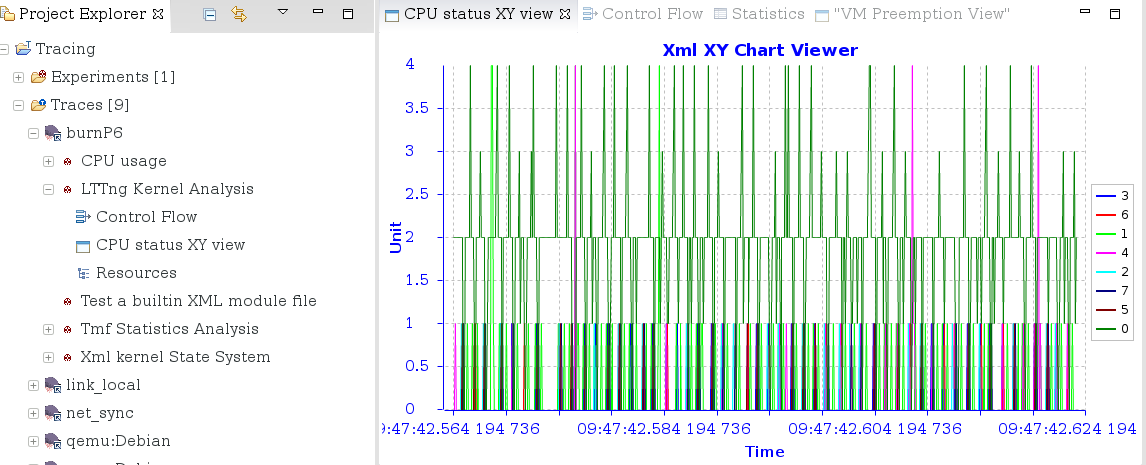 Project Explorer
Tracing
Experiments [1]
Traces [9]
burnP6
CPU usage
LTTng Kernel Analysis
Control Flow
CPU status XY view
Resources
Test a builtin XML module file
Tmf Statistics Analysis
Xml kernel State System
link_local
net_sync
qemu:Debian
CPU status XY view
Control Flow
Statistics
"VM Preemption View"
Xml XY Chart Viewer
Unit
4
3.5
3
2.5
2
1.5
1
0.5
0
9:47:42.564 194 736
09:47:42.584 194 736
09:47:42.604 194 736
09:47:42.624 194
Time
3
6
1
4
2
7
5
0